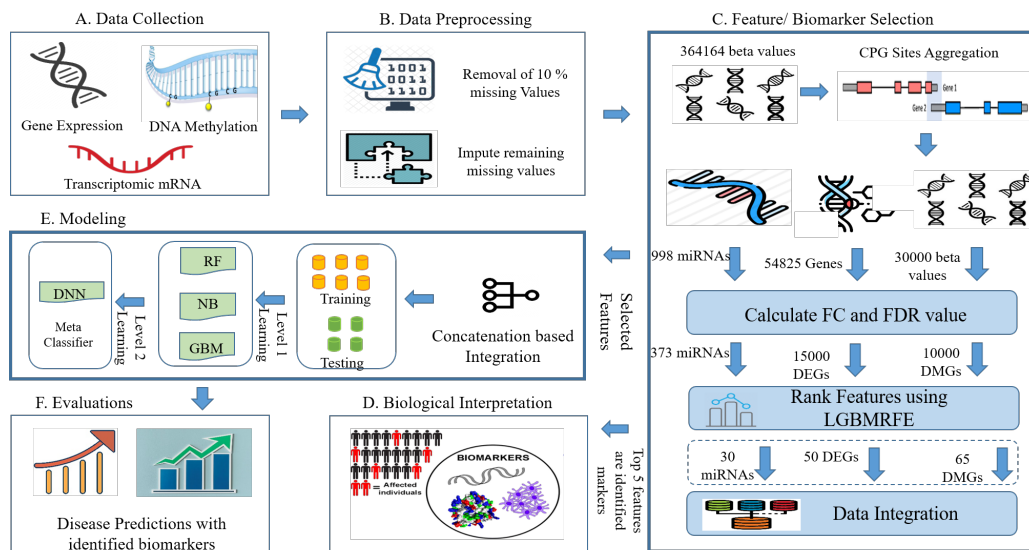 A. Data Collection
Gene Expression
C G
C G
DNA Methylation
Transcriptomic mRNA
B. Data Preprocessing
Removal of 10 %
missing Values
Impute remaining
missing values
C. Feature/ Biomarker Selection
364164 beta values
CPG Sites Aggregation
Gene 1
Gene 2
998 miRNAs
54825 Genes
30000 beta
values
Calculate FC and FDR value
373 miRNAs
15000
DEGs
10000
DMGs
Rank Features using
LGBMRFE
30
miRNAs
50 DEGs
65
DMGs
Data Integration
Selected
Features
Top 5 features
are identified
markers
E. Modeling
DNN
Meta
Classifier
Level 2
Learning
RF
NB
GBM
Level 1
Learning
Training
Testing
Concatenation based
Integration
F. Evaluations
Disease Predictions with
identified biomarkers
D. Biological Interpretation
= Affected
individuals
BIOMARKERS